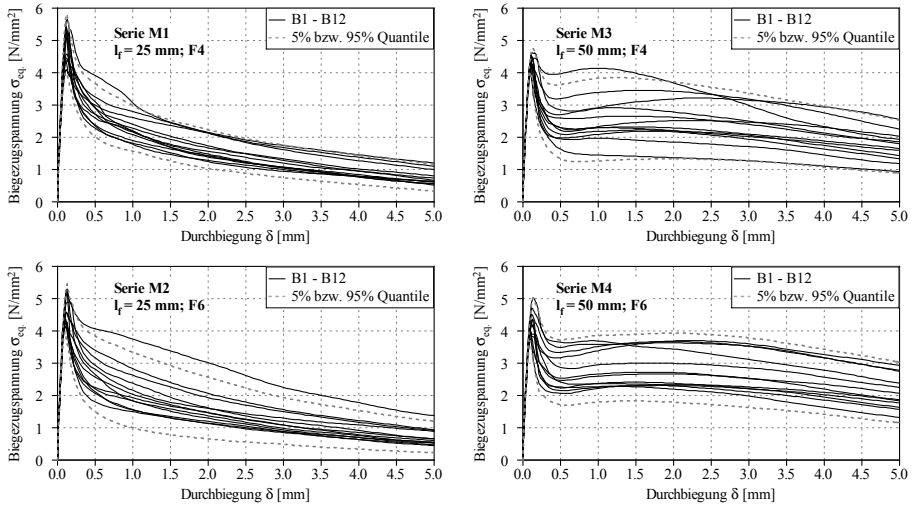 Serie M1
l_f = 25 mm; F4
B1 - B12
5% bzw. 95% Quantile
Biegezugspannung σ_eq. [N/mm²]
6
5
4
3
2
1
0
0.0 0.5 1.0 1.5 2.0 2.5 3.0 3.5 4.0 4.5 5.0
Durchbiegung δ [mm]
Serie M3
l_f = 50 mm; F4
B1 - B12
5% bzw. 95% Quantile
Biegezugspannung σ_eq. [N/mm²]
6
5
4
3
2
1
0
0.0 0.5 1.0 1.5 2.0 2.5 3.0 3.5 4.0 4.5 5.0
Durchbiegung δ [mm]
Serie M2
l_f = 25 mm; F6
B1 - B12
5% bzw. 95% Quantile
Biegezugspannung σ_eq. [N/mm²]
6
5
4
3
2
1
0
0.0 0.5 1.0 1.5 2.0 2.5 3.0 3.5 4.0 4.5 5.0
Durchbiegung δ [mm]
Serie M4
l_f = 50 mm; F6
B1 - B12
5% bzw. 95% Quantile
Biegezugspannung σ_eq. [N/mm²]
6
5
4
3
2
1
0
0.0 0.5 1.0 1.5 2.0 2.5 3.0 3.5 4.0 4.5 5.0
Durchbiegung δ [mm]